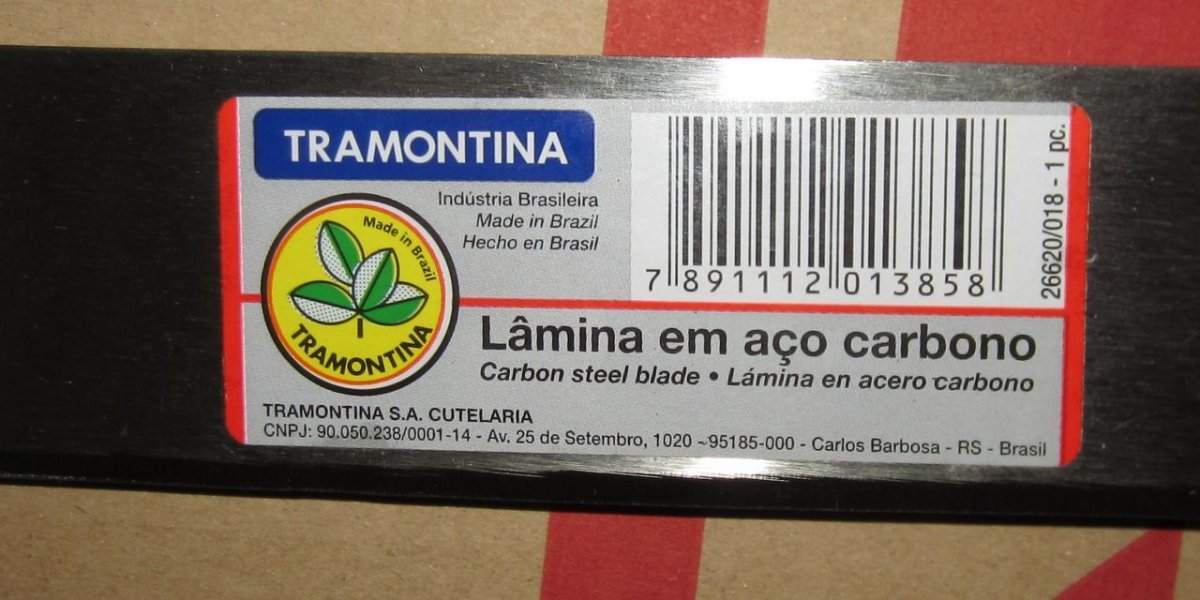 TRAMONTINA
Indústria Brasileira
Made in Brazil
Hecho en Brasil
Made in Brazil
TRAMONTINA
7 891112 013858
26620/018 - 1 pc.
Lâmina em aço carbono
Carbon steel blade • Lámina en acero carbono
TRAMONTINA S.A. CUTELARIA
CNPJ: 90.050.238/0001-14 - Av. 25 de Setembro, 1020 - 95185-000 - Carlos Barbosa - RS - Brasil